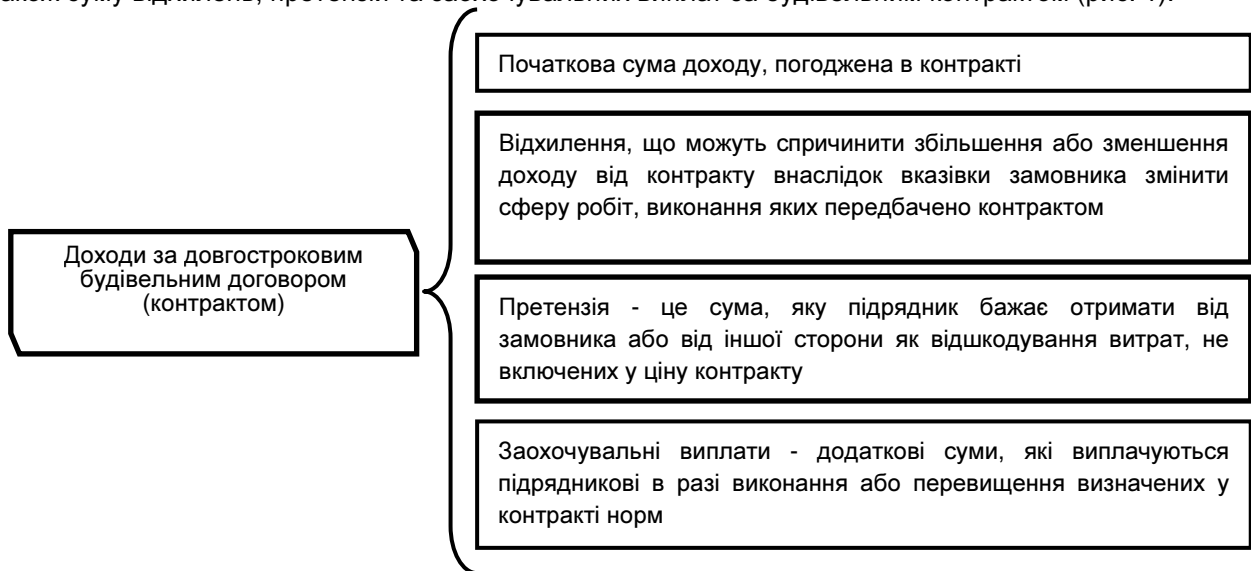 Початкова сума доходу, погоджена в контракті
Відхилення, що можуть спричинити збільшення або зменшення
доходу від контракту внаслідок вказівки замовника змінити
сферу робіт, виконання яких передбачено контрактом
Доходи за довгостроковим
будівельним договором
(контрактом)
Претензія - це сума, яку підрядник бажає отримати від
замовника або від іншої сторони як відшкодування витрат, не
включених у ціну контракту
Заохочувальні виплати - додаткові суми, які виплачуються
підрядникові в разі виконання або перевищення визначених у
контракті норм